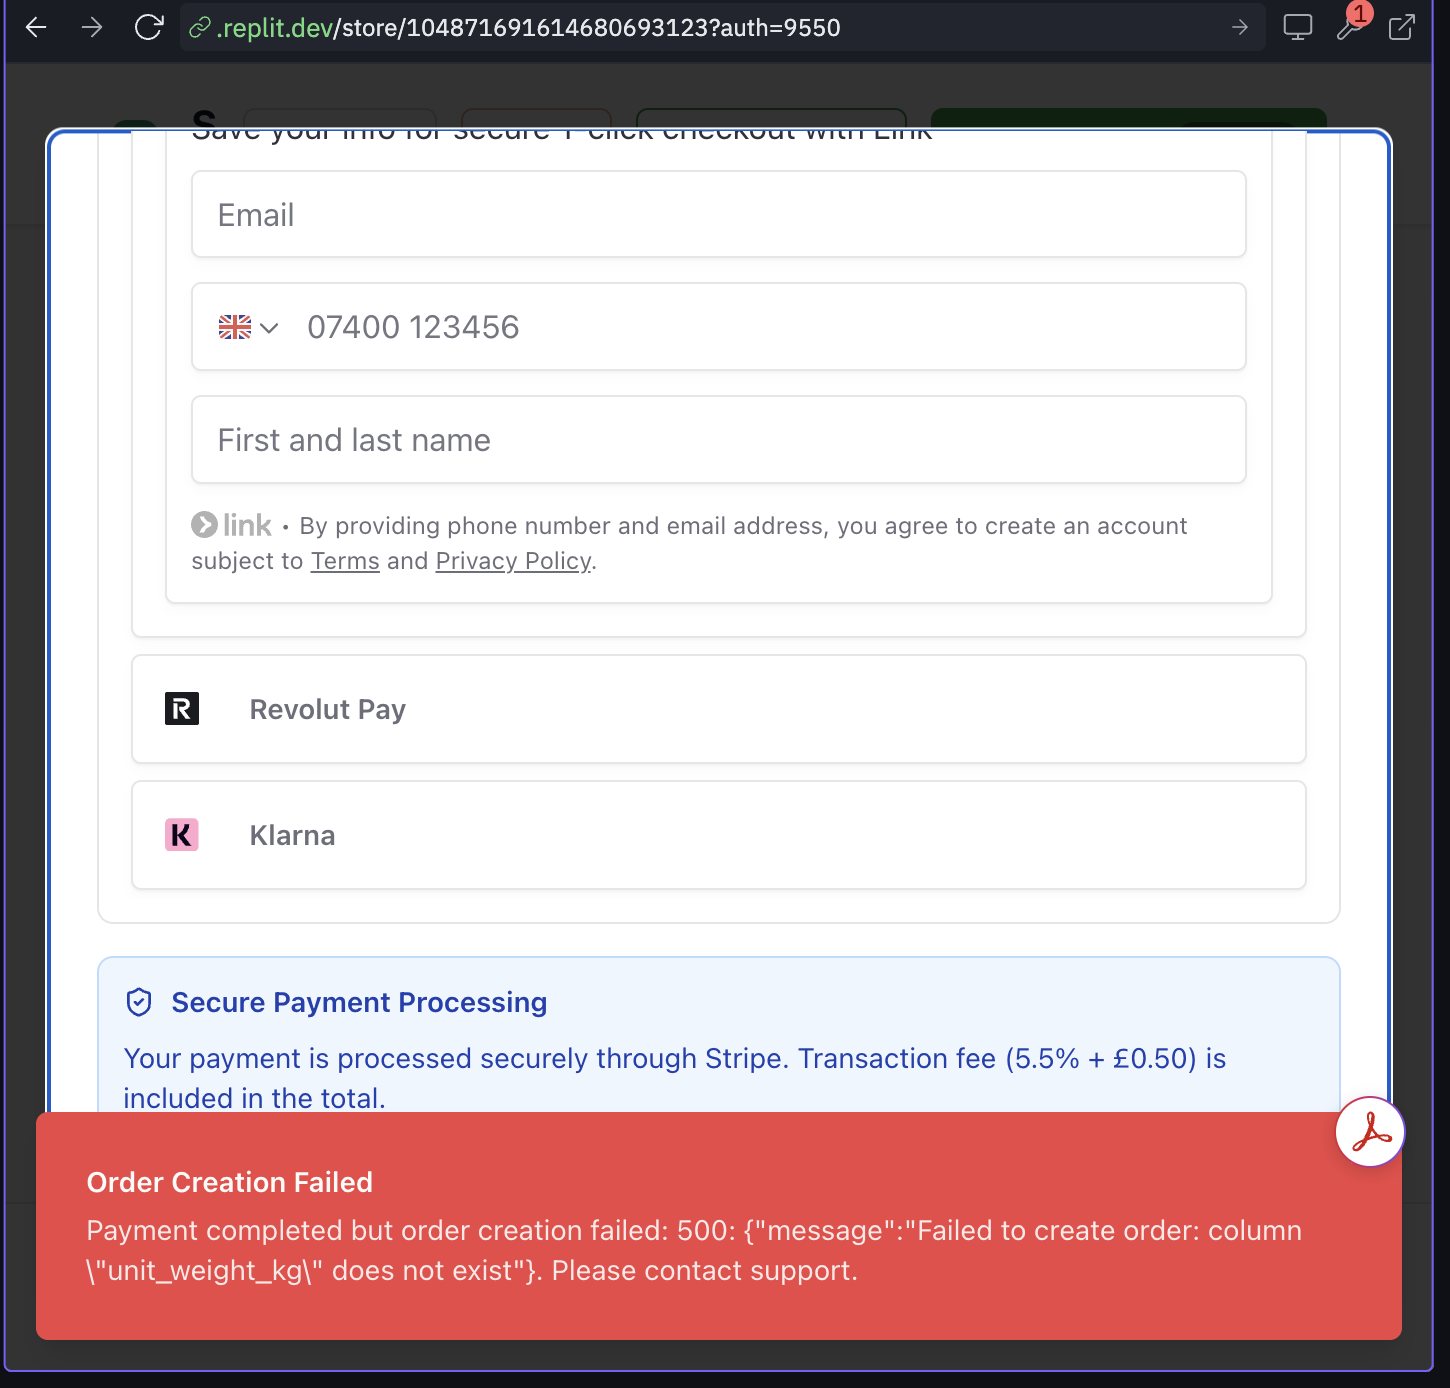 .replit.dev/store/104871691614680693123?auth=9550
1
S
Save your info for secure 1-click checkout with Link
Email
07400 123456
First and last name
link • By providing phone number and email address, you agree to create an account
subject to Terms and Privacy Policy.
R Revolut Pay
K Klarna
Secure Payment Processing
Your payment is processed securely through Stripe. Transaction fee (5.5% + £0.50) is
included in the total.
Order Creation Failed
Payment completed but order creation failed: 500: {"message":"Failed to create order: column
\"unit_weight_kg\" does not exist"}. Please contact support.